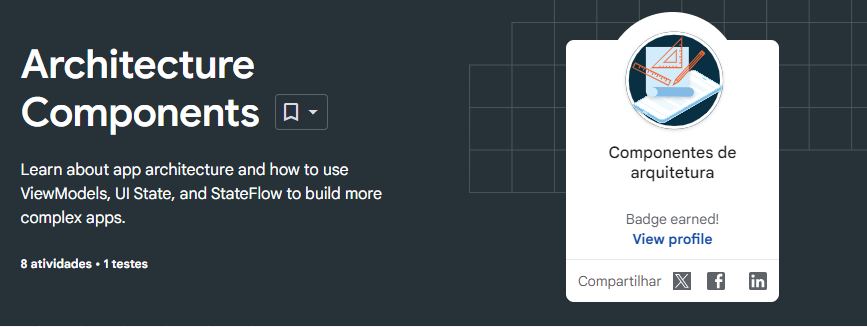 Architecture
Components
Learn about app architecture and how to use
ViewModels, UI State, and StateFlow to build more
complex apps.
8 atividades • 1 testes
Componentes de
arquitetura
Badge earned!
View profile
Compartilhar